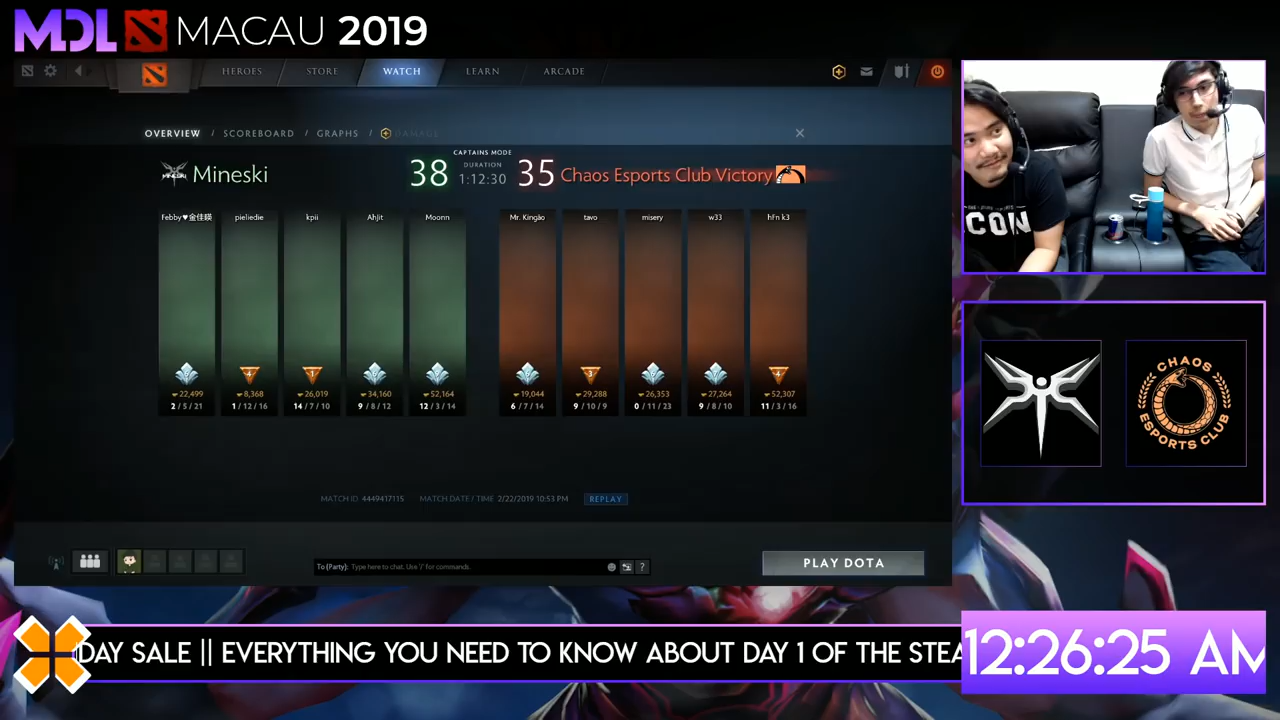 MDL MACAU 2019
HEROES STORE WATCH LEARN ARCADE
OVERVIEW / SCOREBOARD / GRAPHS / DAMAGE
CAPTAINS MODE
Mineski 38 DURATION 1:12:30 35 Chaos Esports Club Victory
MINESKI
Febby♥金佳暎 pieliedie kpii AhJit Moonn Mr. Kingão tavo misery w33 hFn k3
4 1 3 4
22,499 8,368 26,019 34,160 52,164 19,044 29,288 26,353 27,264 52,307
2 / 5 / 21 1 / 12 / 16 14 / 7 / 10 9 / 8 / 12 12 / 3 / 14 6 / 7 / 14 9 / 10 / 9 0 / 11 / 23 9 / 8 / 10 11 / 3 / 16
MATCH ID 4449417115 MATCH DATE / TIME 2/22/2019 10:53 PM REPLAY
To (Party): Type here to chat. Use '/' for commands. ?
PLAY DOTA
CON
CHAOS
ESPORTS CLUB
DAY SALE || EVERYTHING YOU NEED TO KNOW ABOUT DAY 1 OF THE STEA
12:26:25 AM